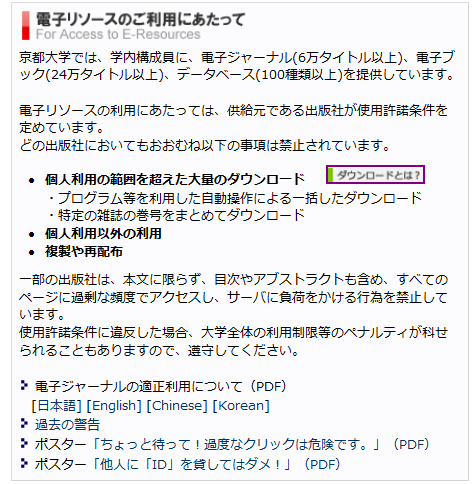 電子リソースのご利用にあたって
For Access to E-Resources
京都大学では、学内構成員に、電子ジャーナル(6万タイトル以上)、電子ブ
ック(24万タイトル以上)、データベース(100種類以上)を提供しています。
電子リソースの利用にあたっては、供給元である出版社が使用許諾条件を
定めています。
どの出版社においてもおおむね以下の事項は禁止されています。
• 個人利用の範囲を超えた大量のダウンロード ダウンロードとは？
・プログラム等を利用した自動操作による一括したダウンロード
・特定の雑誌の巻号をまとめてダウンロード
• 個人利用以外の利用
• 複製や再配布
一部の出版社は、本文に限らず、目次やアブストラクトも含め、すべての
ページに過剰な頻度でアクセスし、サーバに負荷をかける行為を禁止して
います。
使用許諾条件に違反した場合、大学全体の利用制限等のペナルティが科せ
られることもありますので、遵守してください。
電子ジャーナルの適正利用について（PDF）
[日本語] [English] [Chinese] [Korean]
過去の警告
ポスター「ちょっと待って！過度なクリックは危険です。」（PDF）
ポスター「他人に「ID」を貸してはダメ！」（PDF）